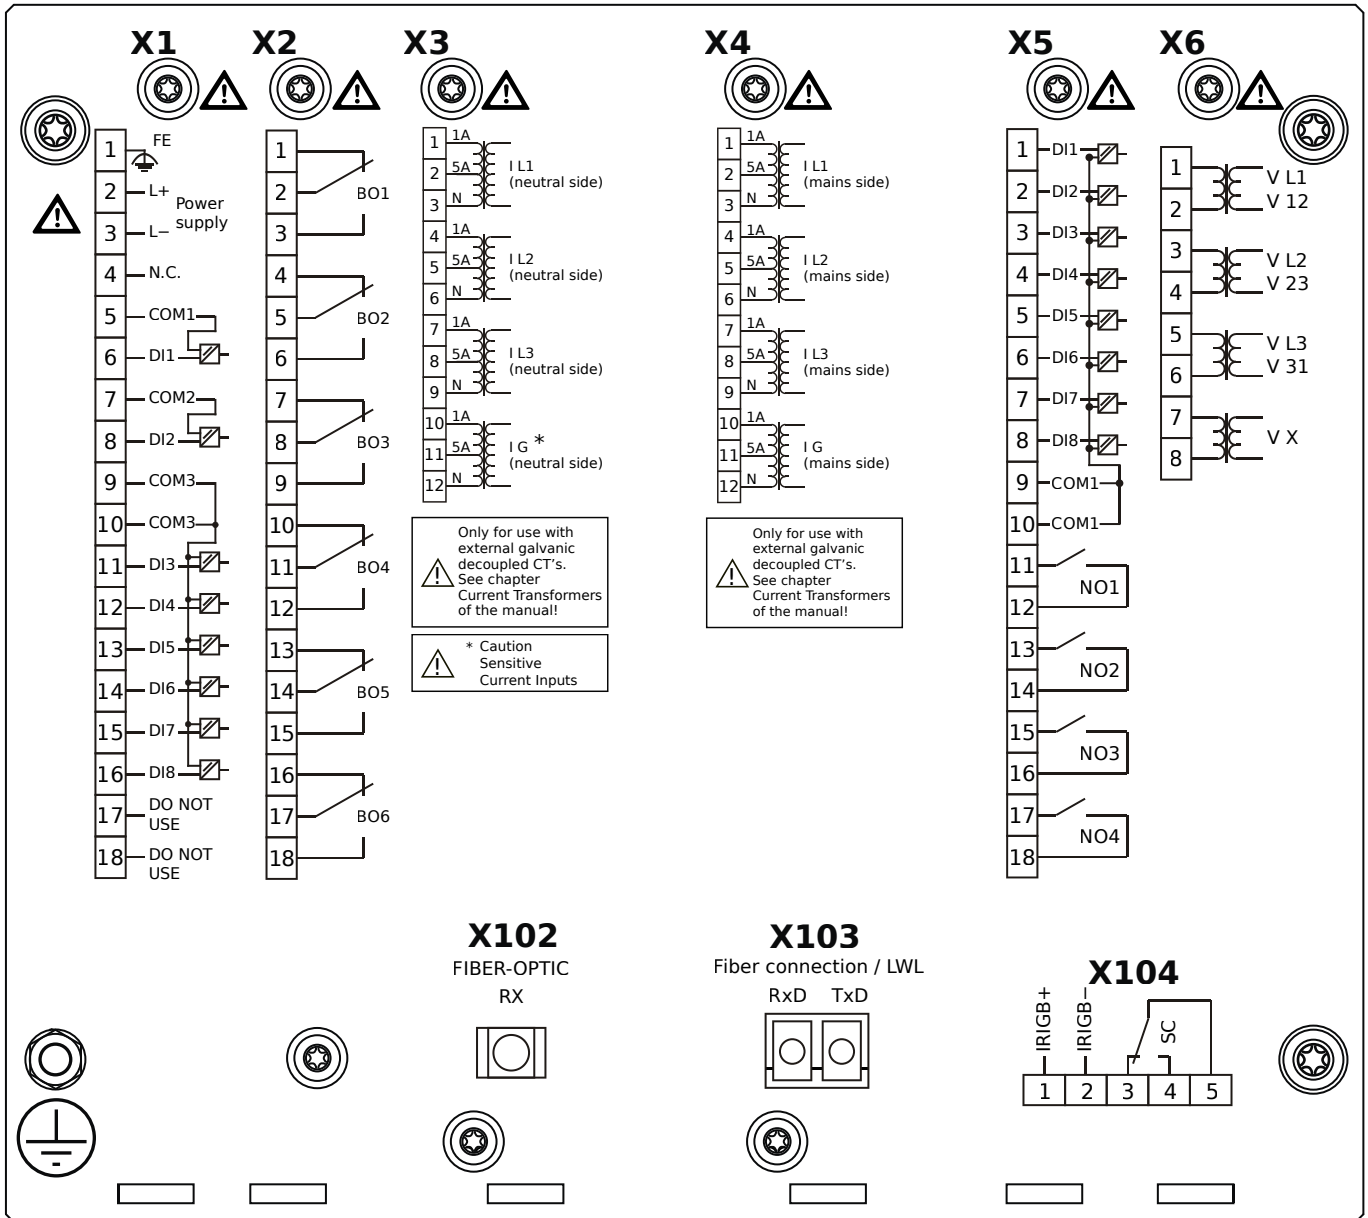 X1
X2
X3
X4
X5
X6
1 FE
2 L+ Power
supply
3 L−
4 N.C.
5 COM1
6 DI1
7 COM2
8 DI2
9 COM3
10 COM3
11 DI3
12 DI4
13 DI5
14 DI6
15 DI7
16 DI8
17 DO NOT
USE
18 DO NOT
USE
1
2 BO1
3
4
5 BO2
6
7
8 BO3
9
10
11 BO4
12
13
14 BO5
15
16
17 BO6
18
1 1A
2 5A I L1
(neutral side)
3 N
4 1A
5 5A I L2
(neutral side)
6 N
7 1A
8 5A I L3
(neutral side)
9 N
10 1A
11 5A I G *
(neutral side)
12 N
Only for use with
external galvanic
decoupled CT's.
See chapter
Current Transformers
of the manual!
* Caution
Sensitive
Current Inputs
1 1A
2 5A I L1
(mains side)
3 N
4 1A
5 5A I L2
(mains side)
6 N
7 1A
8 5A I L3
(mains side)
9 N
10 1A
11 5A I G
(mains side)
12 N
Only for use with
external galvanic
decoupled CT's.
See chapter
Current Transformers
of the manual!
1 DI1
2 DI2
3 DI3
4 DI4
5 DI5
6 DI6
7 DI7
8 DI8
9 COM1
10 COM1
11
NO1
12
13
NO2
14
15
NO3
16
17
NO4
18
1 V L1
2 V 12
3 V L2
4 V 23
5 V L3
6 V 31
7 V X
8
X102
FIBER-OPTIC
RX
X103
Fiber connection / LWL
RxD TxD
X104
IRIGB+ IRIGB− SC
1 2 3 4 5